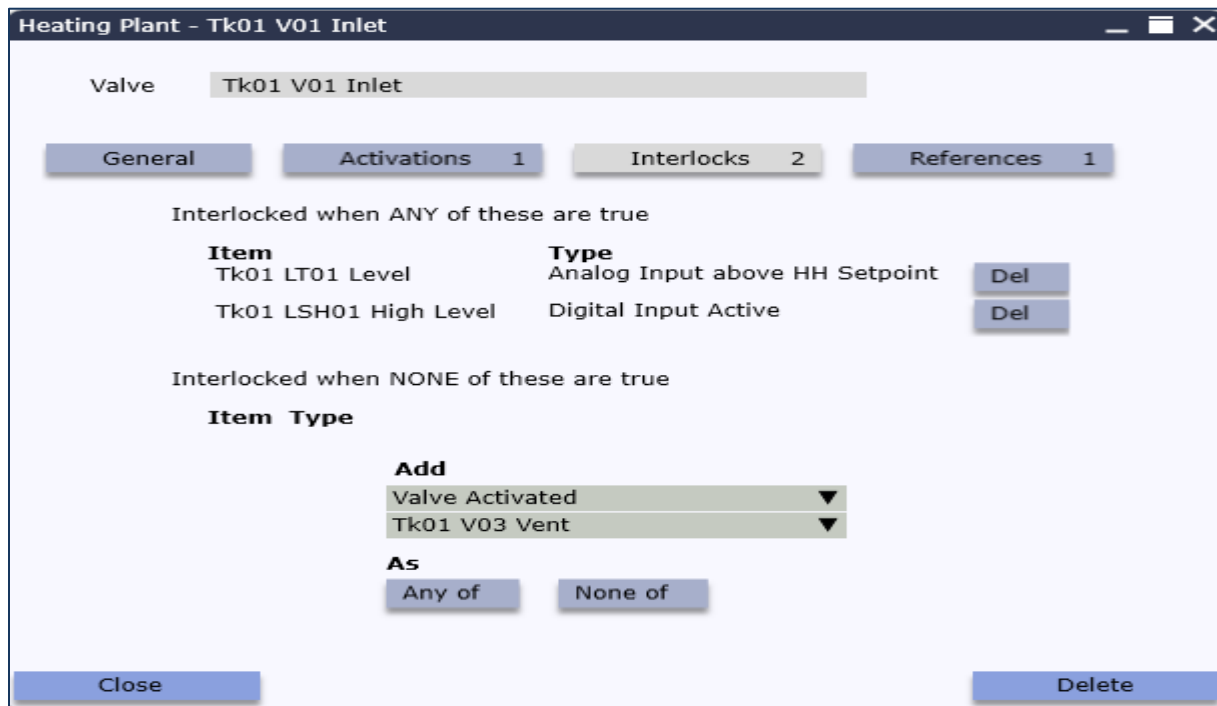 Heating Plant - Tk01 V01 Inlet
Valve Tk01 V01 Inlet
General Activations 1 Interlocks 2 References 1
Interlocked when ANY of these are true
Item Type
Tk01 LT01 Level Analog Input above HH Setpoint Del
Tk01 LSH01 High Level Digital Input Active Del
Interlocked when NONE of these are true
Item Type
Add
Valve Activated
Tk01 V03 Vent
As
Any of None of
Close Delete